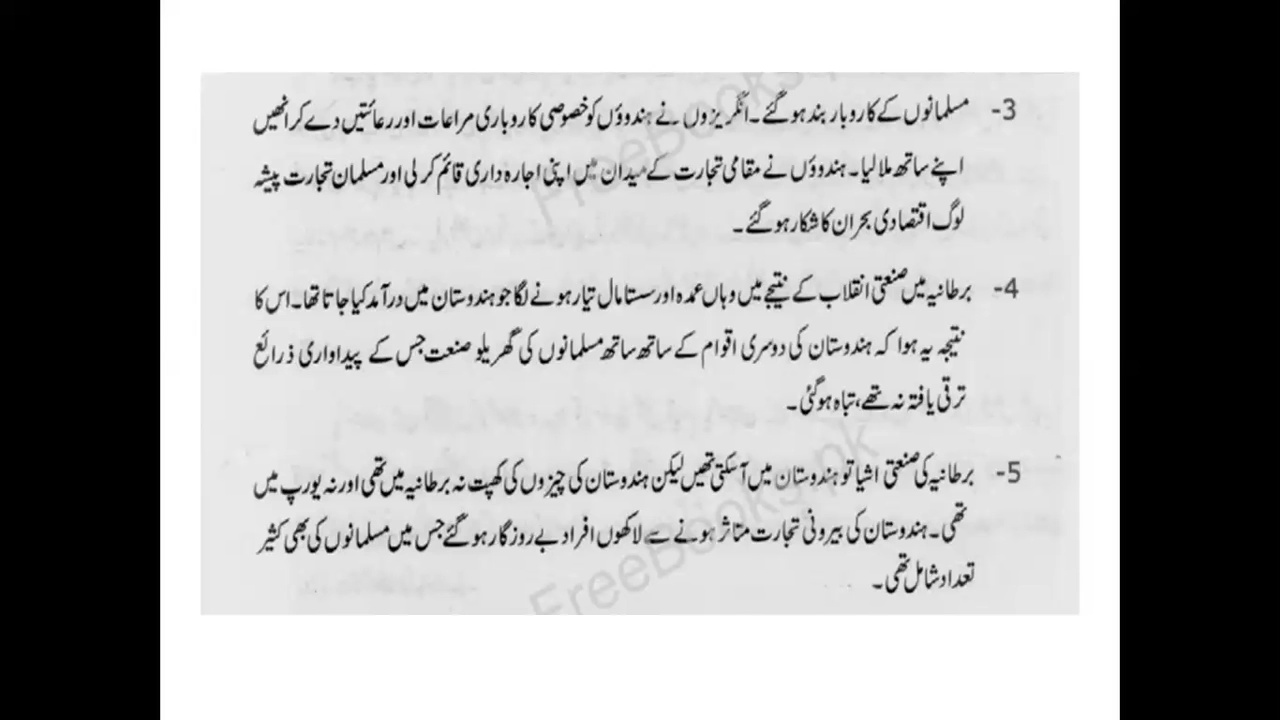 3- مسلمانوں کے کاروبار بند ہو گئے۔ انگریزوں نے ہندوؤں کو خصوصی کاروباری مراعات اور رعائتیں دے کر انھیں
اپنے ساتھ ملا لیا۔ ہندوؤں نے مقامی تجارت کے میدان میں اپنی اجارہ داری قائم کر لی اور مسلمان تجارت پیشہ
لوگ اقتصادی بحران کا شکار ہو گئے۔
4- برطانیہ میں صنعتی انقلاب کے نتیجے میں وہاں عمدہ اور سستا مال تیار ہونے لگا جو ہندوستان میں درآمد کیا جاتا تھا۔ اس کا
نتیجہ یہ ہوا کہ ہندوستان کی دوسری اقوام کے ساتھ ساتھ مسلمانوں کی گھریلو صنعت جس کے پیداواری ذرائع
ترقی یافتہ نہ تھے، تباہ ہو گئی۔
5- برطانیہ کی صنعتی اشیا تو ہندوستان میں آ سکتی تھیں لیکن ہندوستان کی چیزوں کی کھپت نہ برطانیہ میں تھی اور نہ یورپ میں
تھی۔ ہندوستان کی بیرونی تجارت متاثر ہونے سے لاکھوں افراد بے روزگار ہو گئے جس میں مسلمانوں کی بھی کثیر
تعداد شامل تھی۔
FreeBooks.pk
FreeBooks